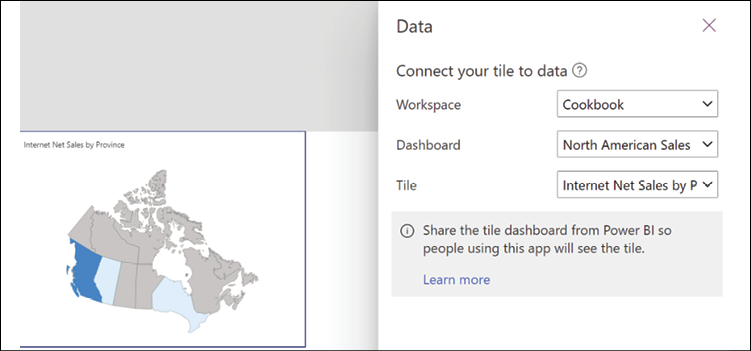 Data
Connect your tile to data
Workspace
Cookbook
Dashboard
North American Sales
Tile
Internet Net Sales by P
Share the tile dashboard from Power BI so
people using this app will see the tile.
Learn more
Internet Net Sales by Province